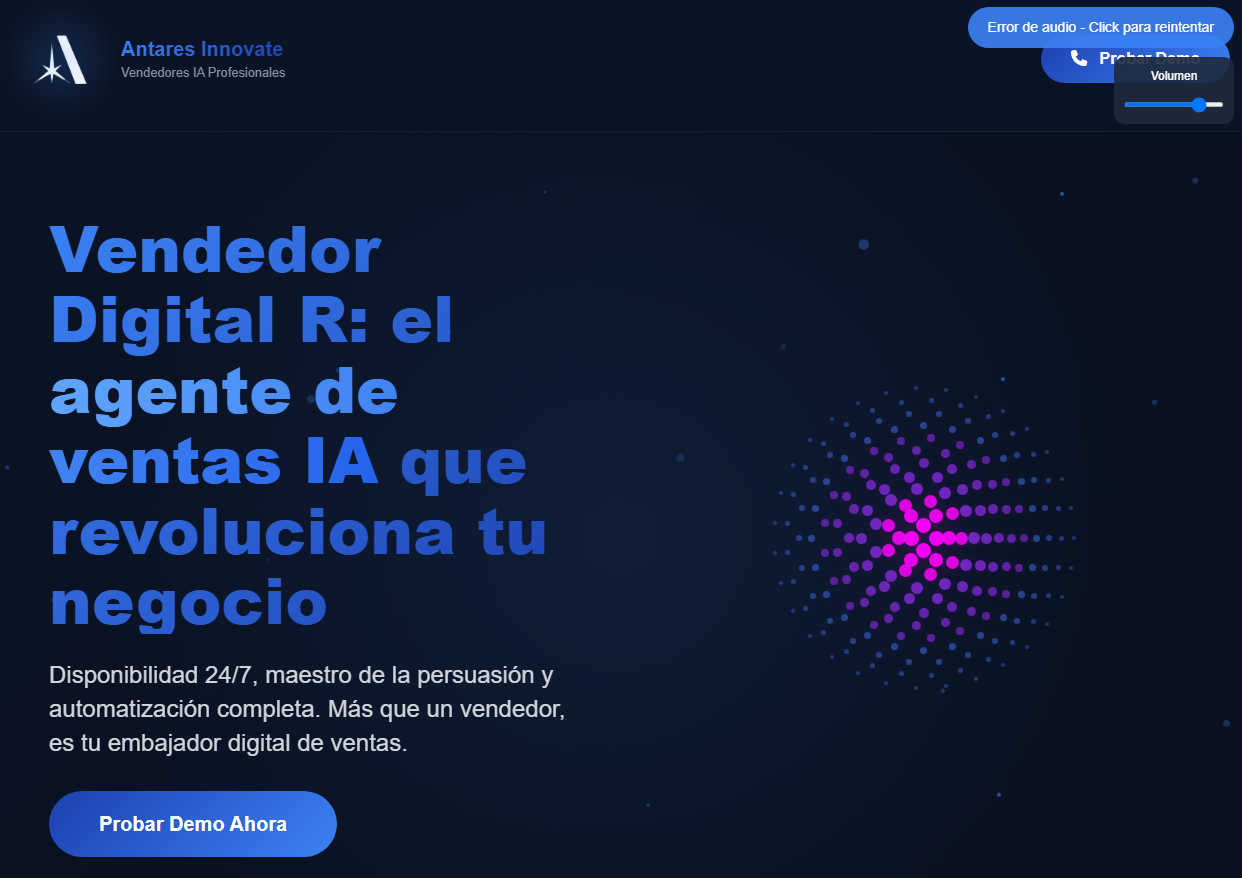 Antares Innovate
Vendedores IA Profesionales
Error de audio - Click para reintentar
Probar Demo
Volumen
Vendedor
Digital R: el
agente de
ventas IA que
revoluciona tu
negocio
Disponibilidad 24/7, maestro de la persuasión y
automatización completa. Más que un vendedor,
es tu embajador digital de ventas.
Probar Demo Ahora